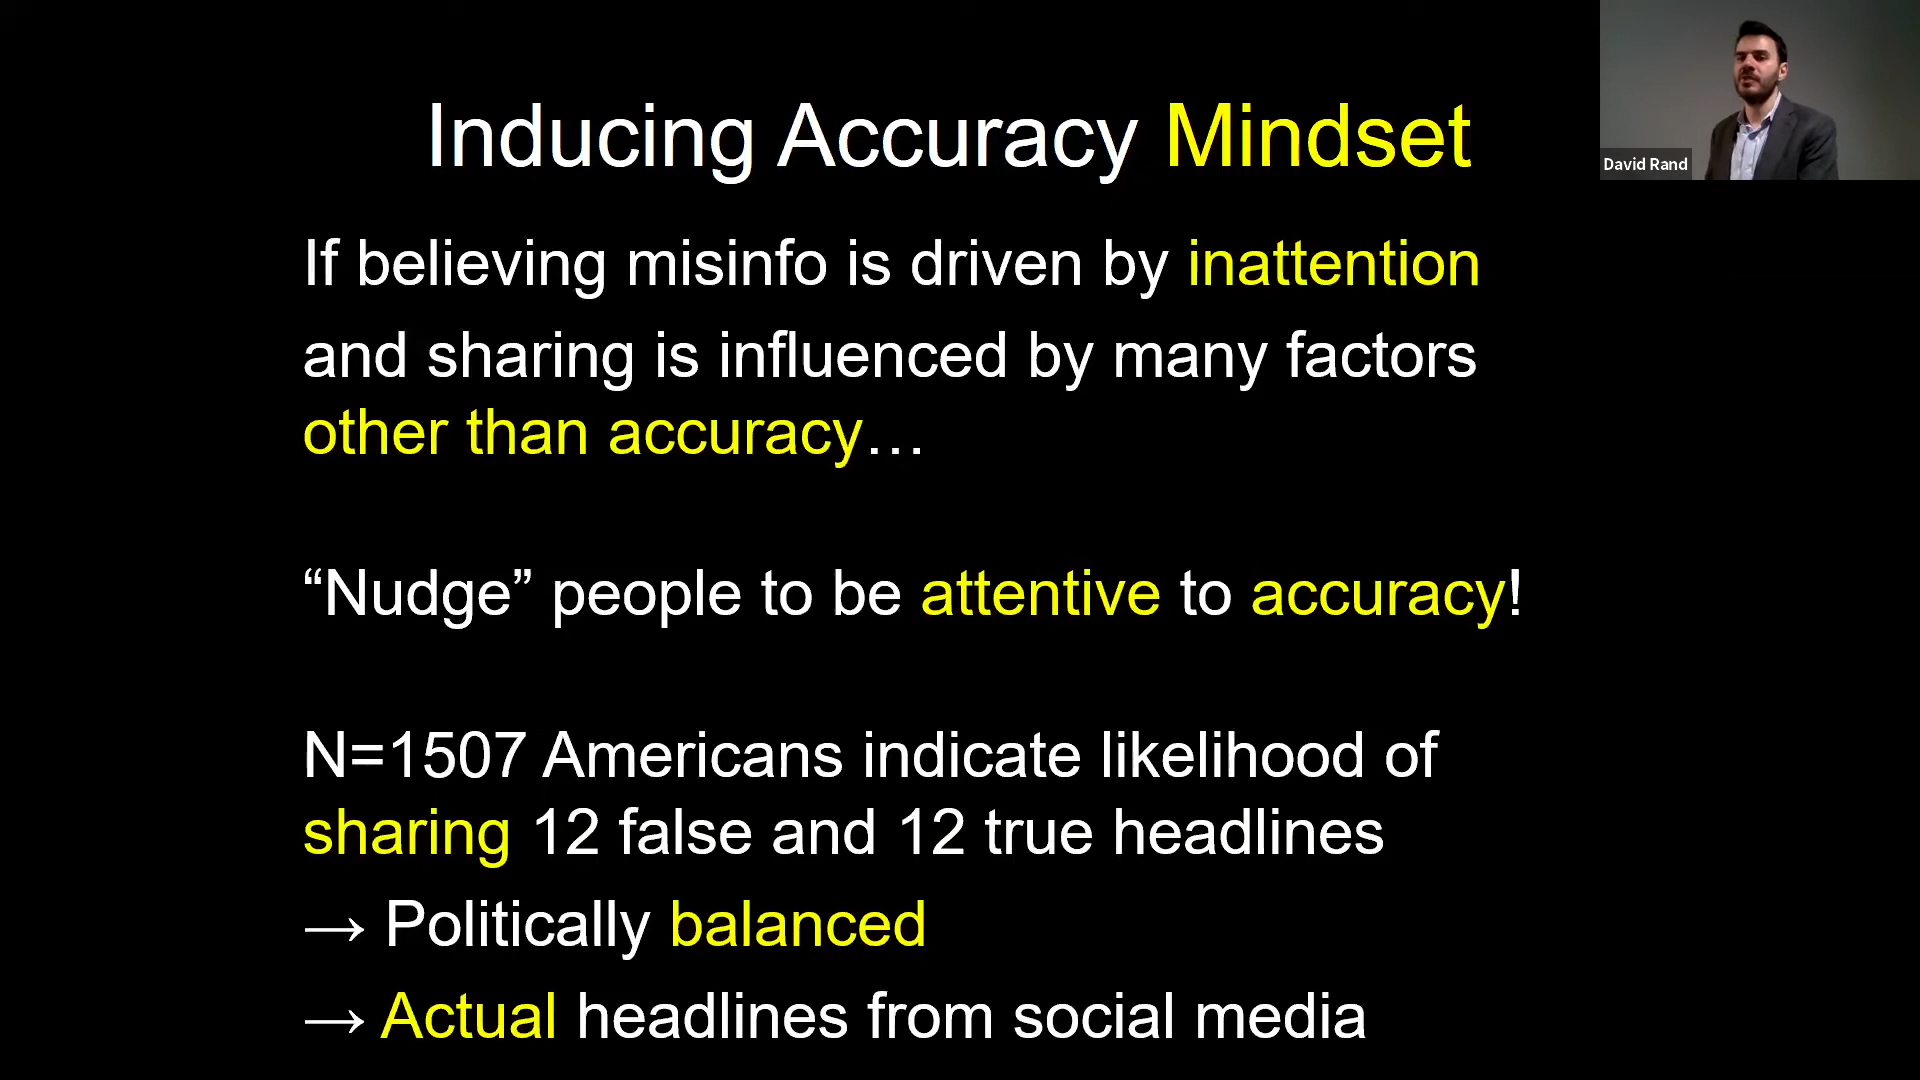 Inducing Accuracy Mindset
David Rand
If believing misinfo is driven by inattention
and sharing is influenced by many factors
other than accuracy…
“Nudge” people to be attentive to accuracy!
N=1507 Americans indicate likelihood of
sharing 12 false and 12 true headlines
→ Politically balanced
→ Actual headlines from social media